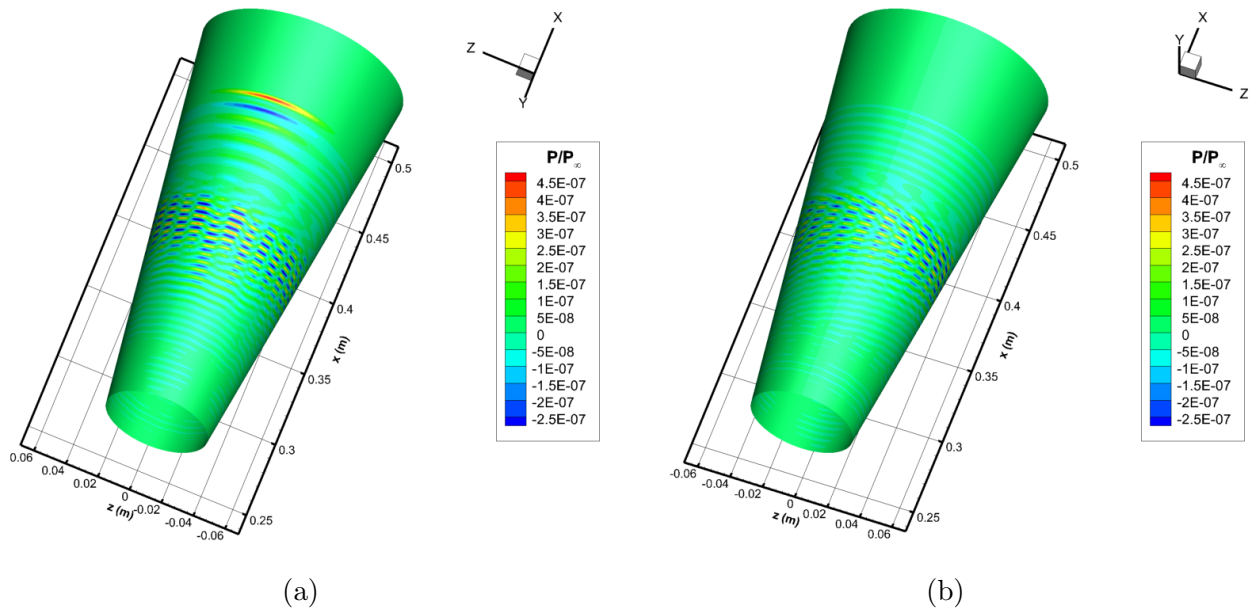 X
Z
Y
P/P∞
4.5E-07
4E-07
3.5E-07
3E-07
2.5E-07
2E-07
1.5E-07
1E-07
5E-08
0
-5E-08
-1E-07
-1.5E-07
-2E-07
-2.5E-07
0.5
0.45
0.4
x (m)
0.35
0.3
0.25
0.06
0.04
0.02
0
-0.02
-0.04
-0.06
z (m)
(a)
X
Y
Z
P/P∞
4.5E-07
4E-07
3.5E-07
3E-07
2.5E-07
2E-07
1.5E-07
1E-07
5E-08
0
-5E-08
-1E-07
-1.5E-07
-2E-07
-2.5E-07
0.5
0.45
0.4
x (m)
0.35
0.3
0.25
-0.06
-0.04
-0.02
0
0.02
0.04
0.06
z (m)
(b)